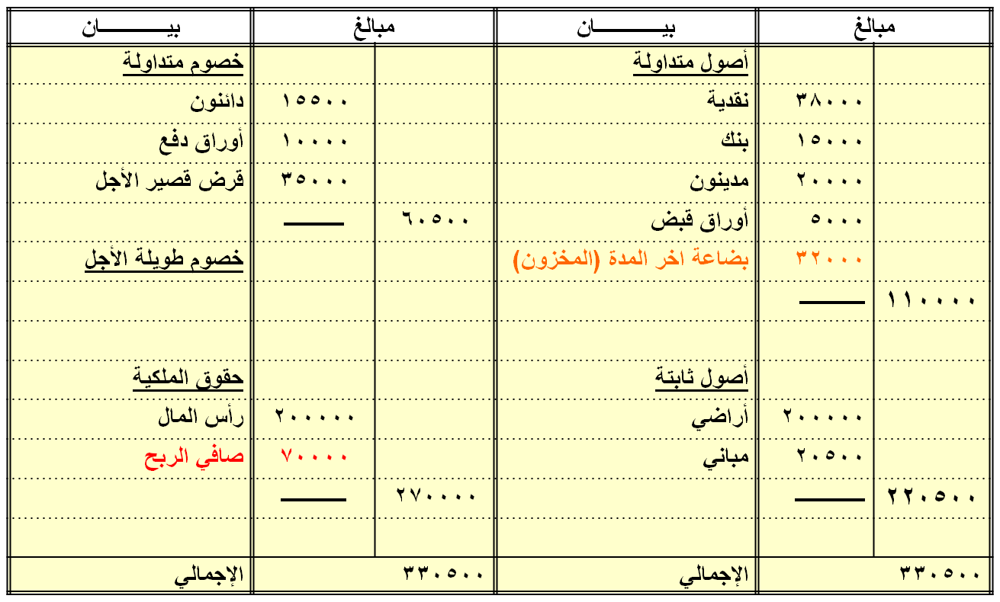 مبالغ بيـــــــــان مبالغ بيـــــــــان
أصول متداولة خصوم متداولة
٣٨٠٠٠ نقدية ١٥٥٠٠ دائنون
١٥٠٠٠ بنك ١٠٠٠٠ أوراق دفع
٢٠٠٠٠ مدينون ٣٥٠٠٠ قرض قصير الأجل
٥٠٠٠ أوراق قبض ٦٠٥٠٠
٣٢٠٠٠ بضاعة اخر المدة (المخزون) خصوم طويلة الأجل
١١٠٠٠٠
أصول ثابتة حقوق الملكية
٢٠٠٠٠٠ أراضي ٢٠٠٠٠٠ رأس المال
٢٠٥٠٠ مباني ٧٠٠٠٠ صافي الربح
٢٢٠٥٠٠ ٢٧٠٠٠٠
٣٣٠٥٠٠ الإجمالي ٣٣٠٥٠٠ الإجمالي